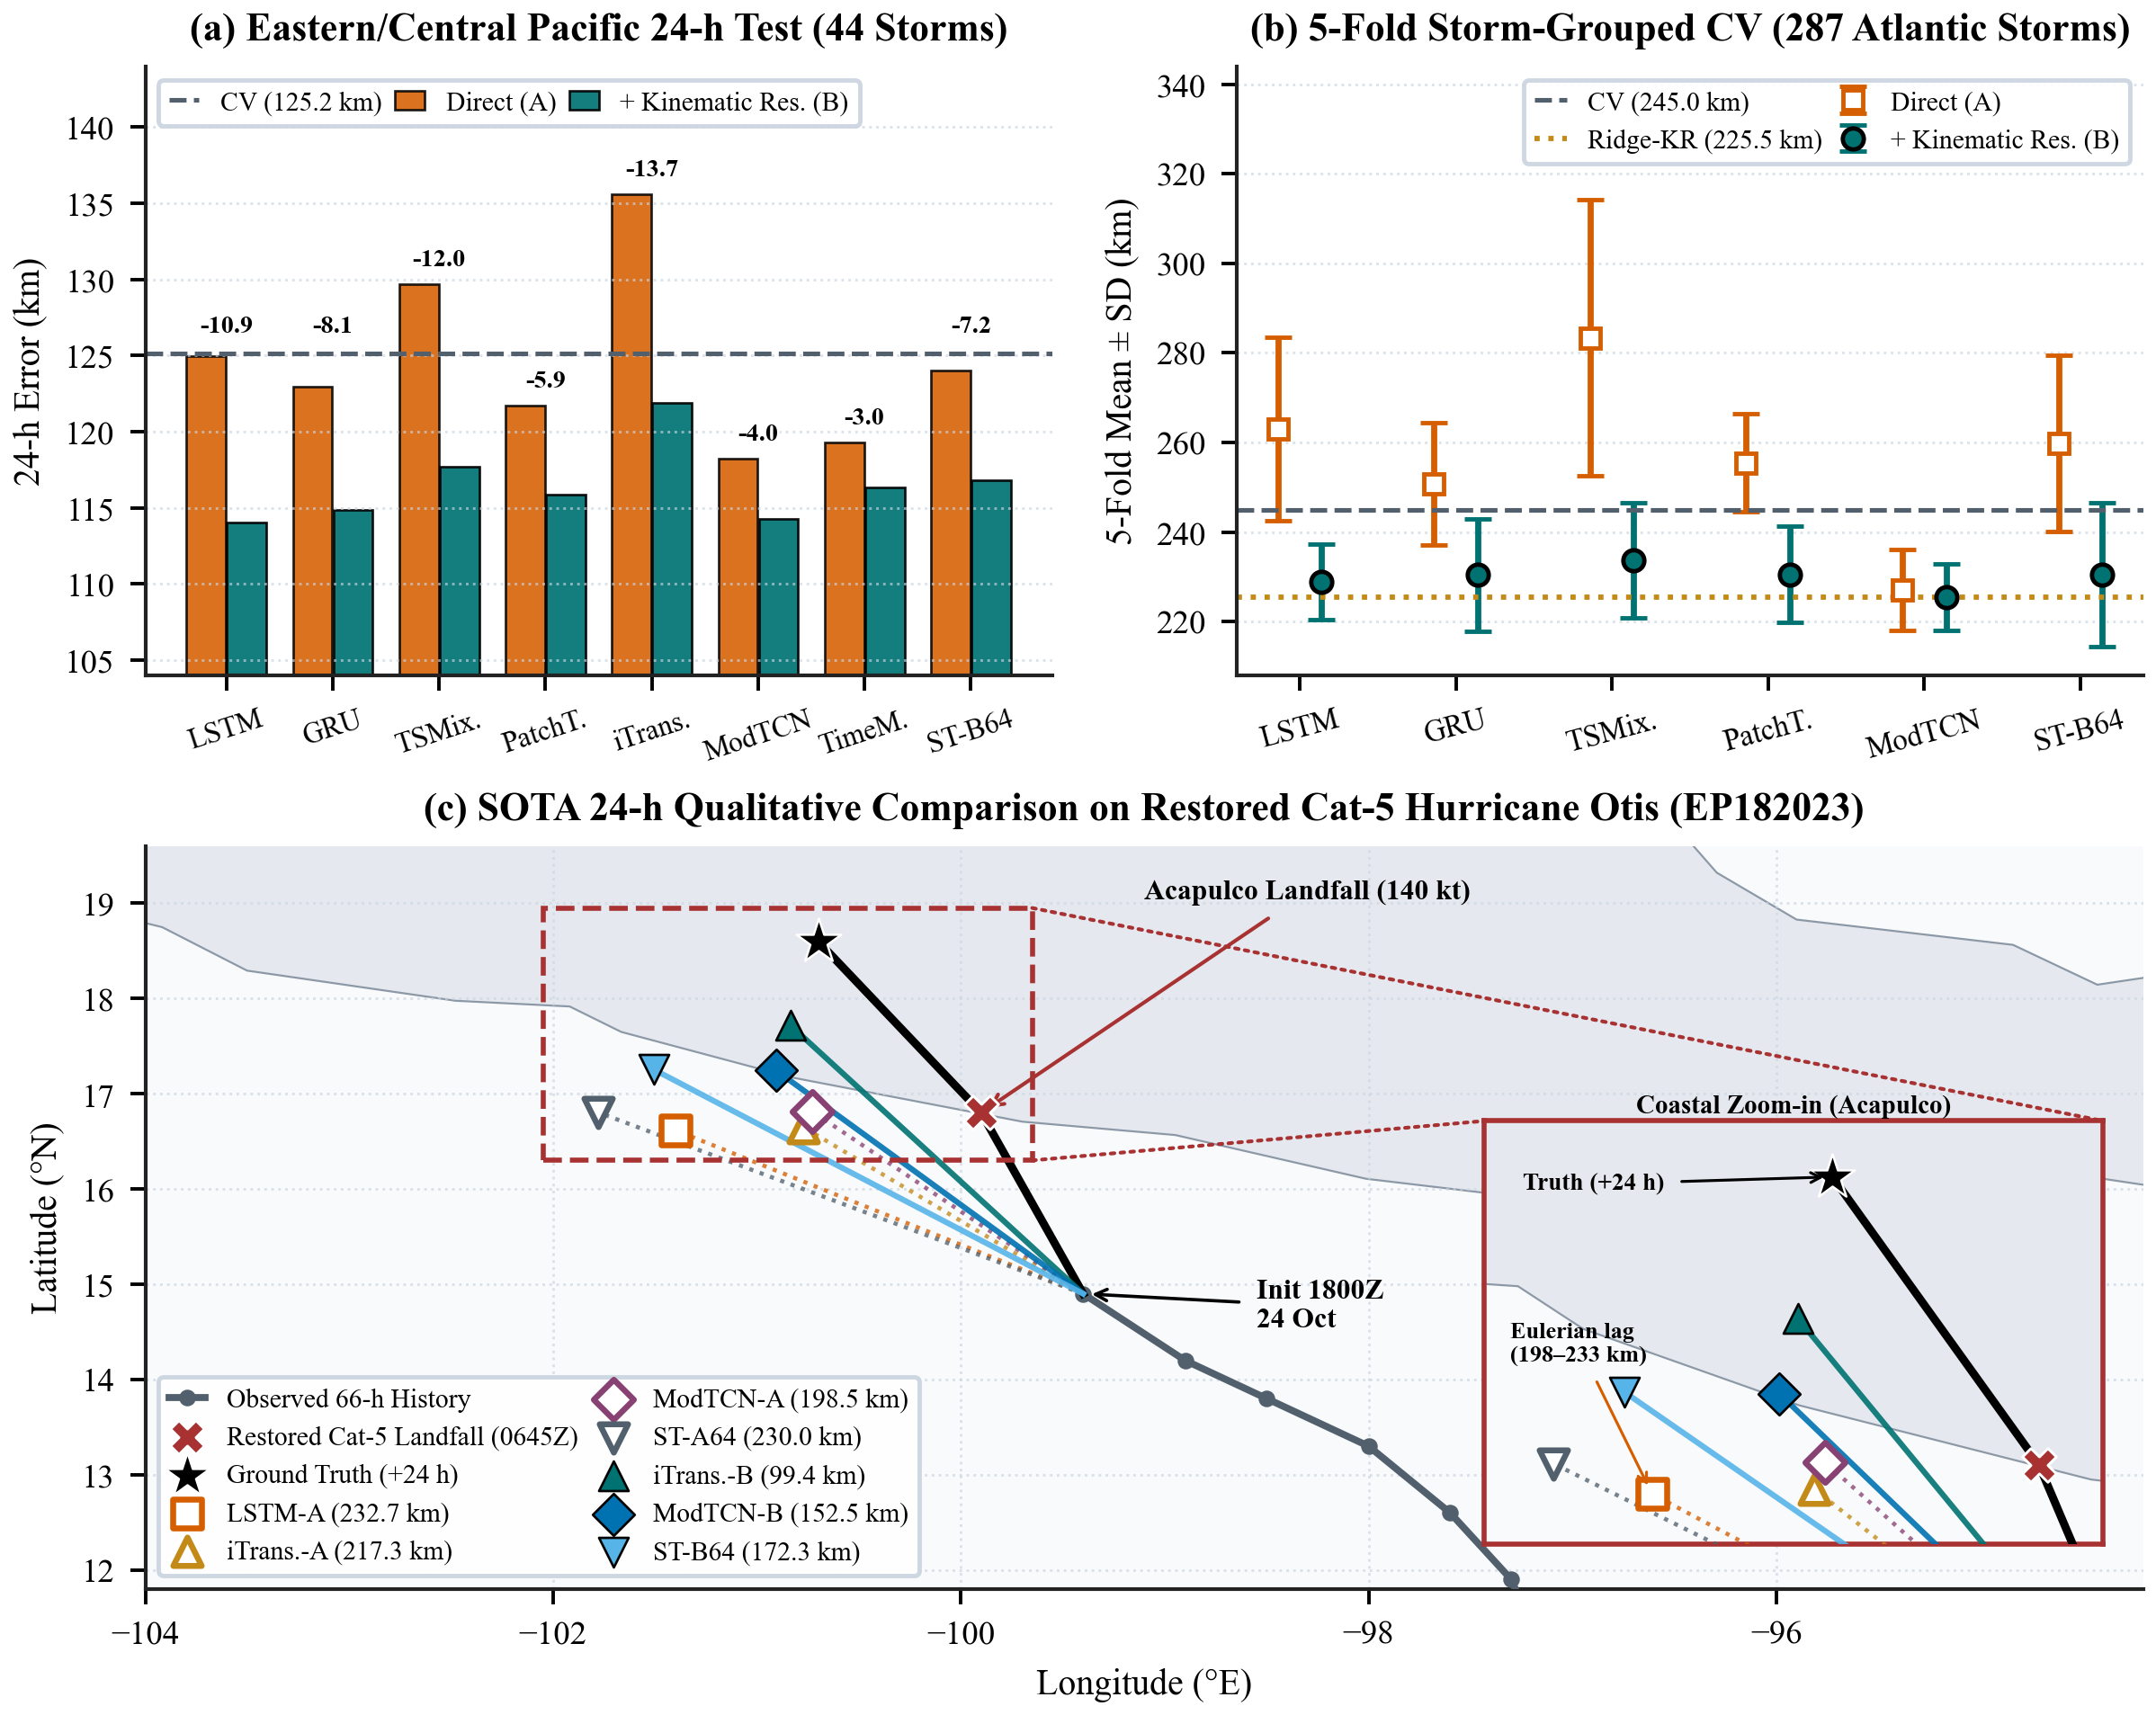 (a) Eastern/Central Pacific 24-h Test (44 Storms)
CV (125.2 km)
Direct (A)
+ Kinematic Res. (B)
24-h Error (km)
140
135
130
125
120
115
110
105
-10.9
-8.1
-12.0
-5.9
-13.7
-4.0
-3.0
-7.2
LSTM
GRU
TSMix.
PatchT.
iTrans.
ModTCN
TimeM.
ST-B64
(b) 5-Fold Storm-Grouped CV (287 Atlantic Storms)
CV (245.0 km)
Ridge-KR (225.5 km)
Direct (A)
+ Kinematic Res. (B)
5-Fold Mean ± SD (km)
340
320
300
280
260
240
220
LSTM
GRU
TSMix.
PatchT.
ModTCN
ST-B64
(c) SOTA 24-h Qualitative Comparison on Restored Cat-5 Hurricane Otis (EP182023)
Latitude (°N)
19
18
17
16
15
14
13
12
Acapulco Landfall (140 kt)
Init 1800Z
24 Oct
Coastal Zoom-in (Acapulco)
Truth (+24 h)
Eulerian lag
(198–233 km)
Observed 66-h History
Restored Cat-5 Landfall (0645Z)
Ground Truth (+24 h)
LSTM-A (232.7 km)
iTrans.-A (217.3 km)
ModTCN-A (198.5 km)
ST-A64 (230.0 km)
iTrans.-B (99.4 km)
ModTCN-B (152.5 km)
ST-B64 (172.3 km)
−104
−102
−100
−98
−96
Longitude (°E)